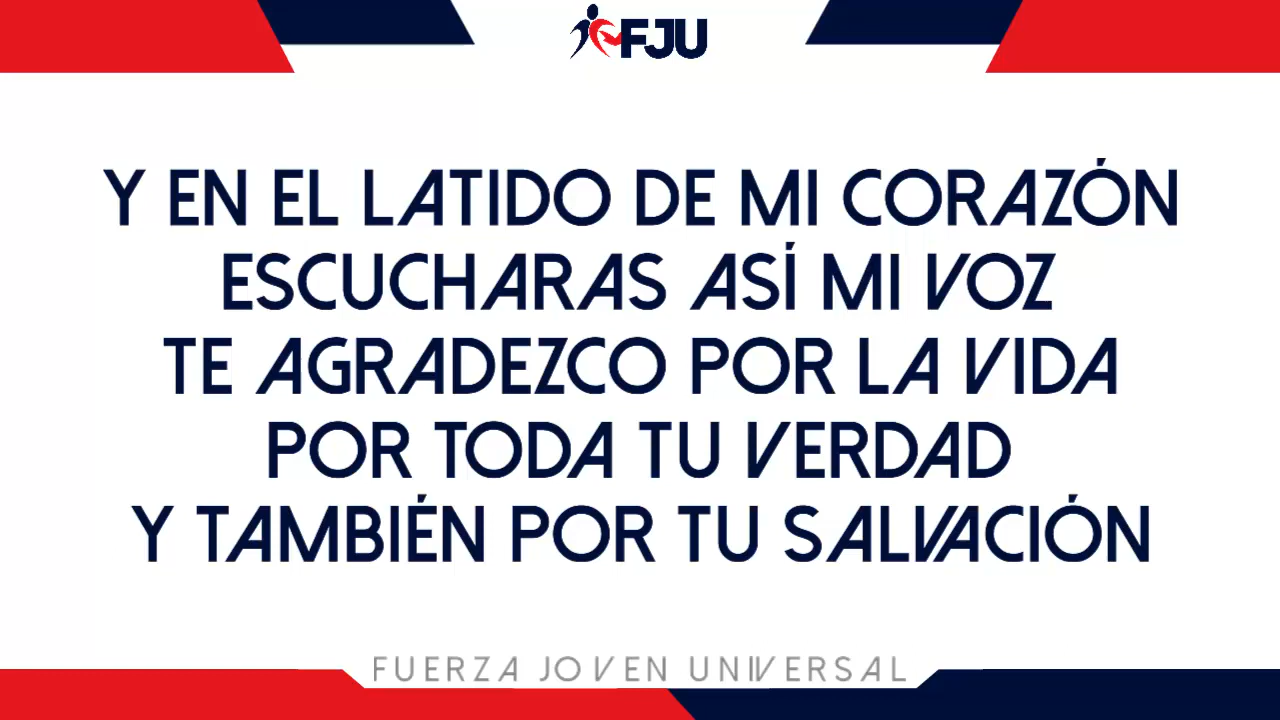 FJU
Y EN EL LATIDO DE MI CORAZÓN
ESCUCHARAS ASÍ MI VOZ
TE AGRADEZCO POR LA VIDA
POR TODA TU VERDAD
Y TAMBIÉN POR TU SALVACIÓN
FUERZA JOVEN UNIVERSAL